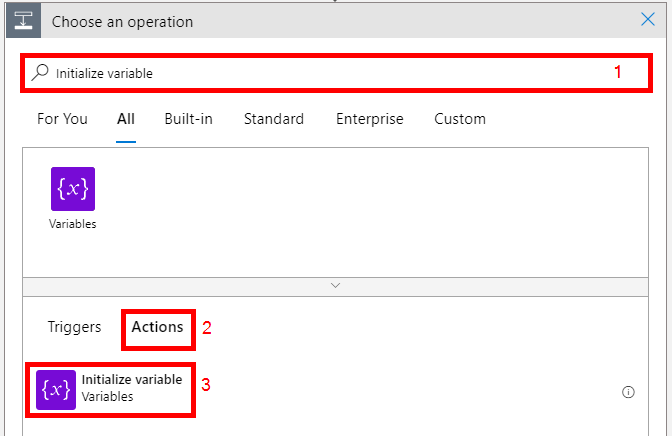 Choose an operation
Initialize variable 1
For You All Built-in Standard Enterprise Custom
{x}
Variables
Triggers Actions 2
{x} Initialize variable 3
Variables